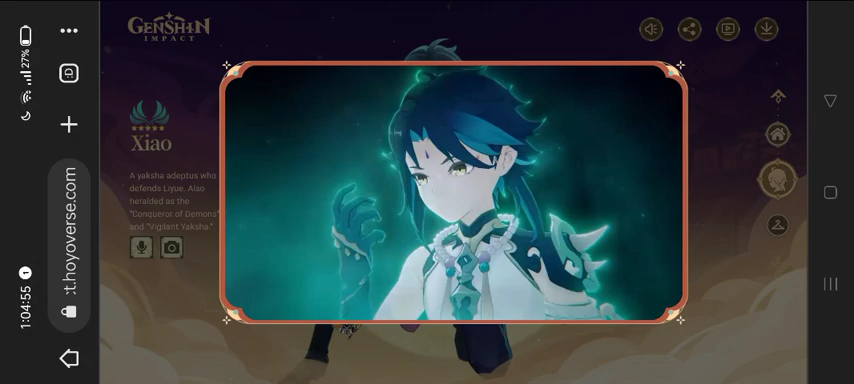 GENSHIN
IMPACT
Xiao
A yaksha adeptus who
defends Liyue. Also
heralded as the
"Conqueror of Demons"
and "Vigilant Yaksha."
27%
:t.hoyoverse.com
1:04:55
1
:D